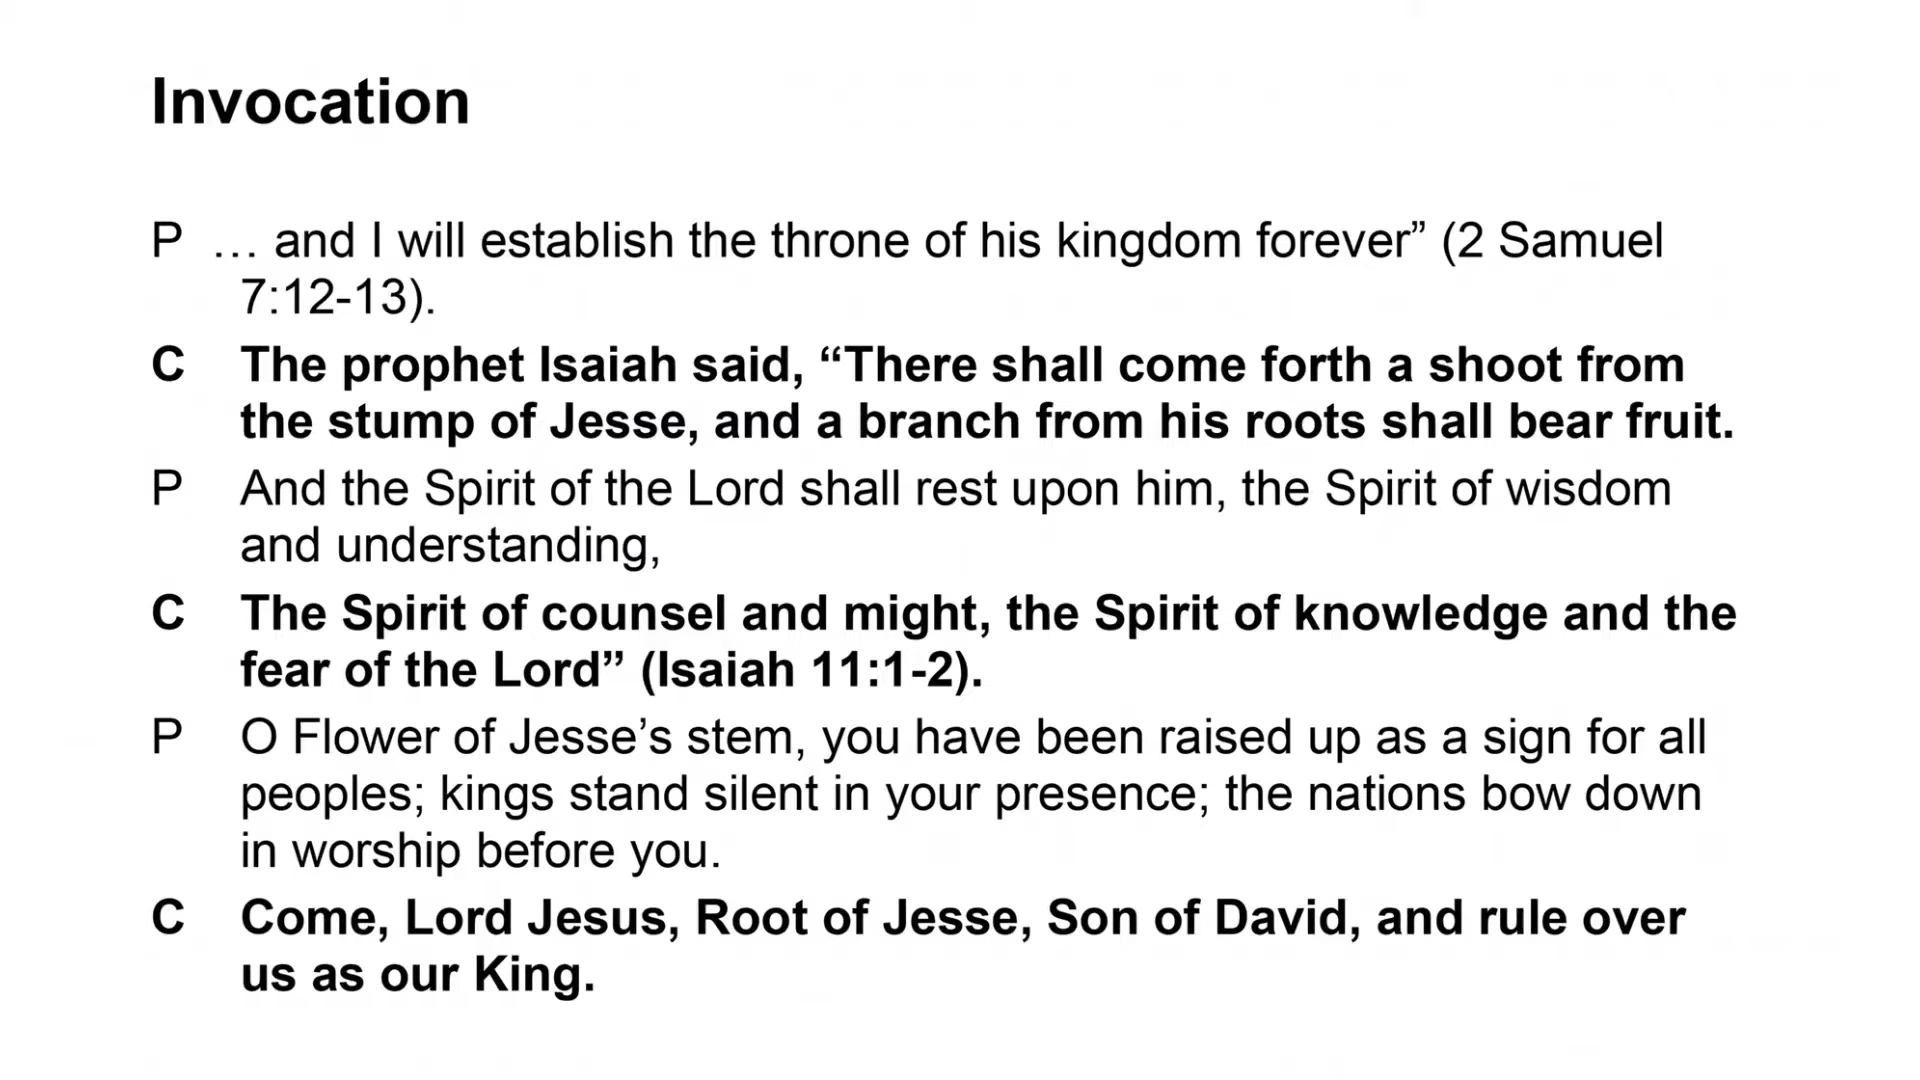 Invocation
P … and I will establish the throne of his kingdom forever” (2 Samuel
7:12-13).
C The prophet Isaiah said, “There shall come forth a shoot from
the stump of Jesse, and a branch from his roots shall bear fruit.
P And the Spirit of the Lord shall rest upon him, the Spirit of wisdom
and understanding,
C The Spirit of counsel and might, the Spirit of knowledge and the
fear of the Lord” (Isaiah 11:1-2).
P O Flower of Jesse’s stem, you have been raised up as a sign for all
peoples; kings stand silent in your presence; the nations bow down
in worship before you.
C Come, Lord Jesus, Root of Jesse, Son of David, and rule over
us as our King.